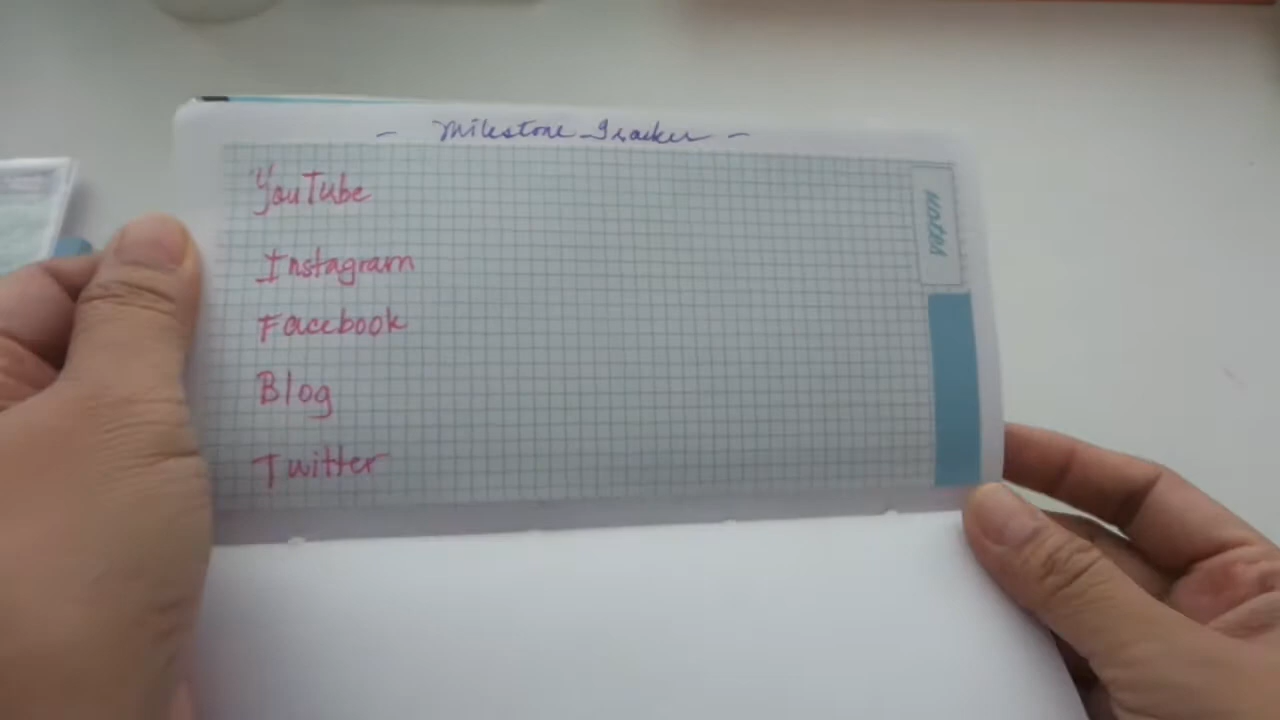 - Milestone Tracker -
YouTube
Instagram
Facebook
Blog
Twitter